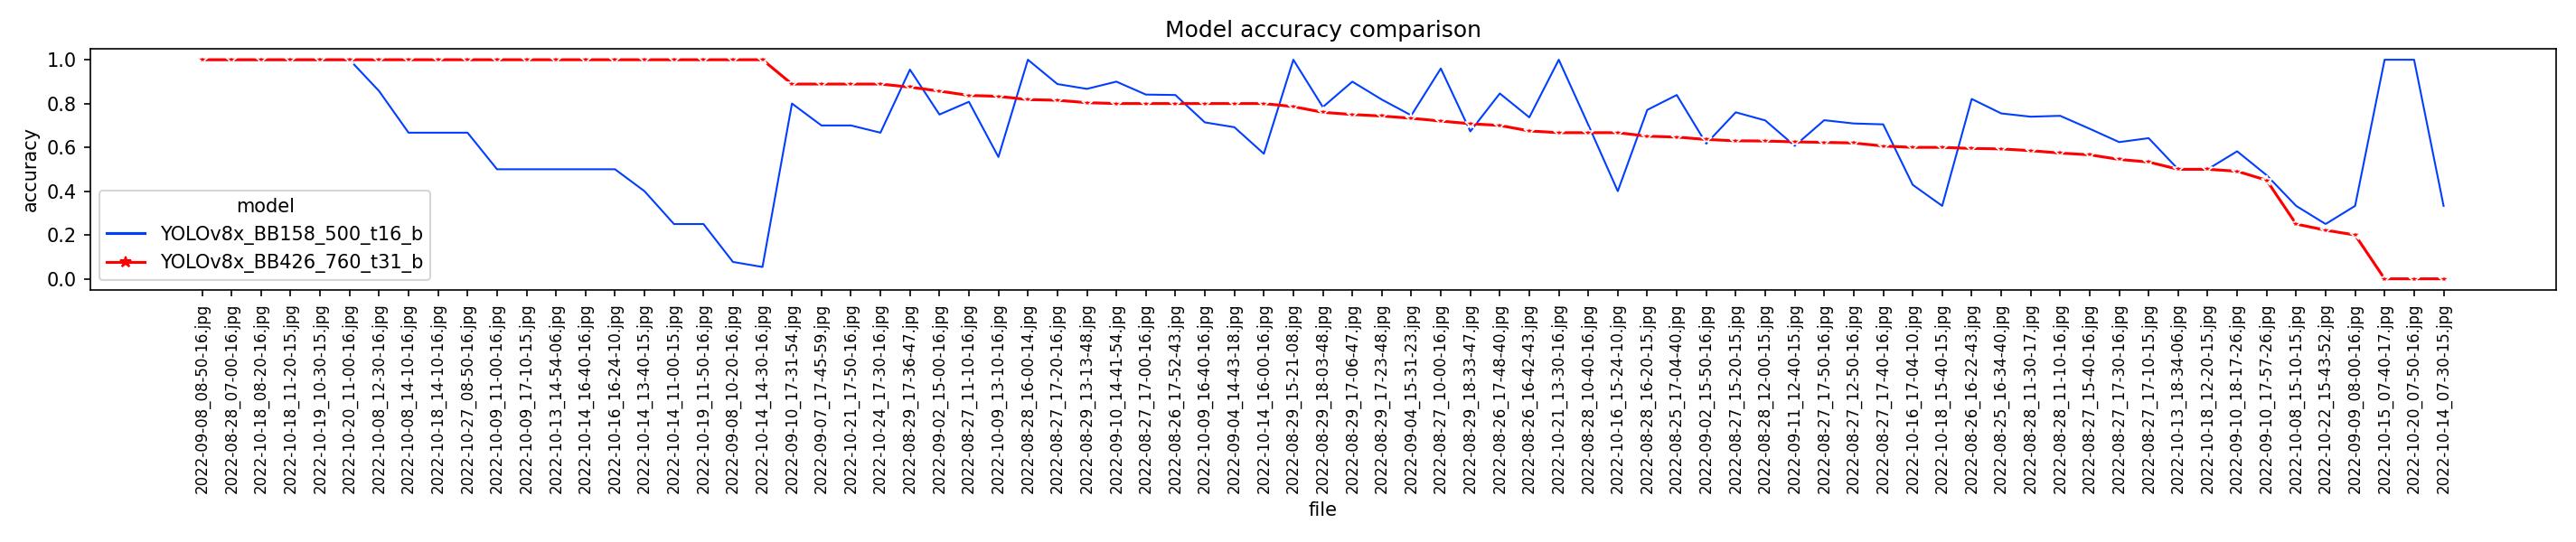 Model accuracy comparison
accuracy
1.0
0.8
0.6
0.4
0.2
0.0
model
YOLOv8x_BB158_500_t16_b
YOLOv8x_BB426_760_t31_b
2022-09-08_08-50-16.jpg
2022-08-28_07-00-16.jpg
2022-10-18_08-20-16.jpg
2022-10-18_11-20-15.jpg
2022-10-19_10-30-15.jpg
2022-10-20_11-00-16.jpg
2022-10-08_12-30-16.jpg
2022-10-08_14-10-16.jpg
2022-10-18_14-10-16.jpg
2022-10-27_08-50-16.jpg
2022-10-09_11-00-16.jpg
2022-10-09_17-10-15.jpg
2022-10-13_14-54-06.jpg
2022-10-14_16-40-16.jpg
2022-10-16_16-24-10.jpg
2022-10-14_13-40-15.jpg
2022-10-14_11-00-15.jpg
2022-10-19_11-50-16.jpg
2022-09-08_10-20-16.jpg
2022-10-14_14-30-16.jpg
2022-09-10_17-31-54.jpg
2022-09-07_17-45-59.jpg
2022-10-21_17-50-16.jpg
2022-10-24_17-30-16.jpg
2022-08-29_17-36-47.jpg
2022-09-02_15-00-16.jpg
2022-08-27_11-10-16.jpg
2022-10-09_13-10-16.jpg
2022-08-28_16-00-14.jpg
2022-08-27_17-20-16.jpg
2022-08-29_13-13-48.jpg
2022-09-10_14-41-54.jpg
2022-08-27_17-00-16.jpg
2022-08-26_17-52-43.jpg
2022-10-09_16-40-16.jpg
2022-09-04_14-43-18.jpg
2022-10-14_16-00-16.jpg
2022-08-29_15-21-08.jpg
2022-08-29_18-03-48.jpg
2022-08-29_17-06-47.jpg
2022-08-29_17-23-48.jpg
2022-09-04_15-31-23.jpg
2022-08-27_10-00-16.jpg
2022-08-29_18-33-47.jpg
2022-08-26_17-48-40.jpg
2022-08-26_16-42-43.jpg
2022-10-21_13-30-16.jpg
2022-08-28_10-40-16.jpg
2022-10-16_15-24-10.jpg
2022-08-28_16-20-15.jpg
2022-08-25_17-04-40.jpg
2022-09-02_15-50-16.jpg
2022-08-27_15-20-15.jpg
2022-08-28_12-00-15.jpg
2022-09-11_12-40-15.jpg
2022-08-27_17-50-16.jpg
2022-08-27_12-50-16.jpg
2022-08-27_17-40-16.jpg
2022-10-16_17-04-10.jpg
2022-10-18_15-40-15.jpg
2022-08-26_16-22-43.jpg
2022-08-25_16-34-40.jpg
2022-08-28_11-30-17.jpg
2022-08-28_11-10-16.jpg
2022-08-27_15-40-16.jpg
2022-08-27_17-30-16.jpg
2022-08-27_17-10-15.jpg
2022-10-13_18-34-06.jpg
2022-10-18_12-20-15.jpg
2022-09-10_18-17-26.jpg
2022-09-10_17-57-26.jpg
2022-10-08_15-10-15.jpg
2022-10-22_15-43-52.jpg
2022-09-09_08-00-16.jpg
2022-10-15_07-40-17.jpg
2022-10-20_07-50-16.jpg
2022-10-14_07-30-15.jpg
file